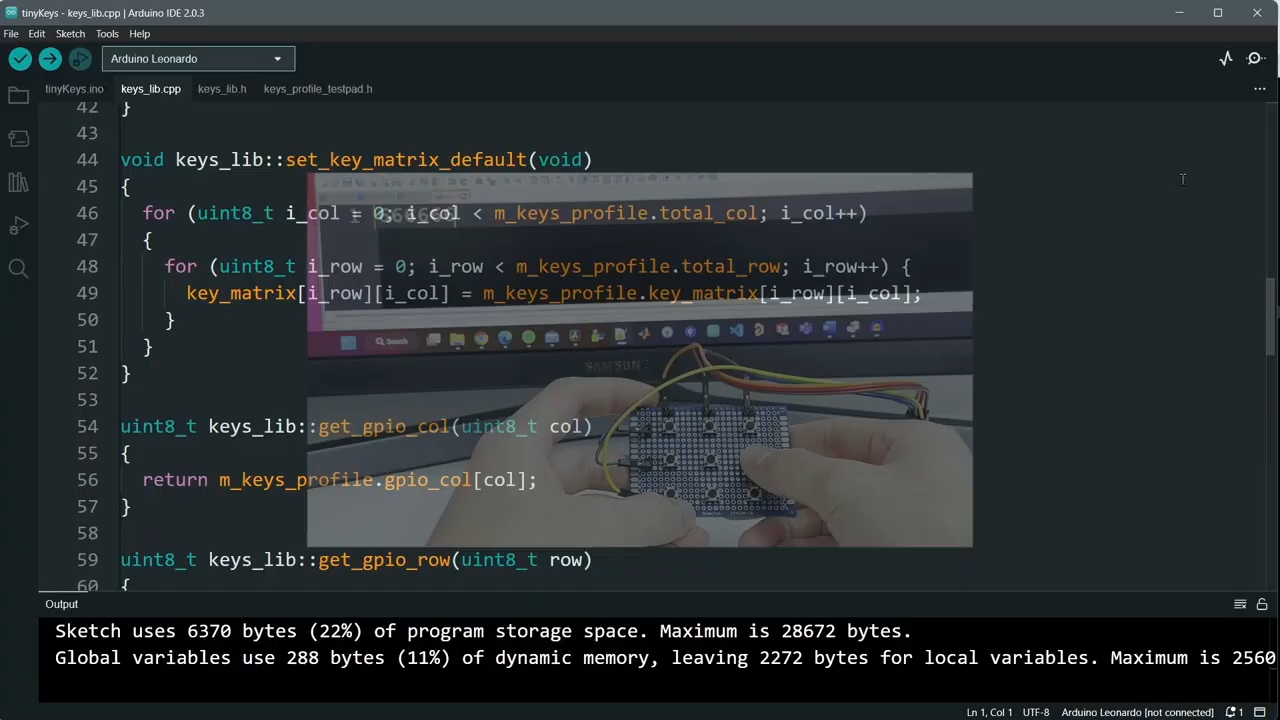 tinyKeys - keys_lib.cpp | Arduino IDE 2.0.3
File Edit Sketch Tools Help
Arduino Leonardo
tinyKeys.ino keys_lib.cpp keys_lib.h keys_profile_testpad.h
42 }
43
44 void keys_lib::set_key_matrix_default(void)
45 {
46 for (uint8_t i_col = 0; i_col < m_keys_profile.total_col; i_col++)
47 {
48 for (uint8_t i_row = 0; i_row < m_keys_profile.total_row; i_row++) {
49 key_matrix[i_row][i_col] = m_keys_profile.key_matrix[i_row][i_col];
50 }
51 }
52 }
53
54 uint8_t keys_lib::get_gpio_col(uint8_t col)
55 {
56 return m_keys_profile.gpio_col[col];
57 }
58
59 uint8_t keys_lib::get_gpio_row(uint8_t row)
60 {
Search
SAMSUNG
Output
Sketch uses 6370 bytes (22%) of program storage space. Maximum is 28672 bytes.
Global variables use 288 bytes (11%) of dynamic memory, leaving 2272 bytes for local variables. Maximum is 2560
Ln 1, Col 1 UTF-8 Arduino Leonardo [not connected] 1